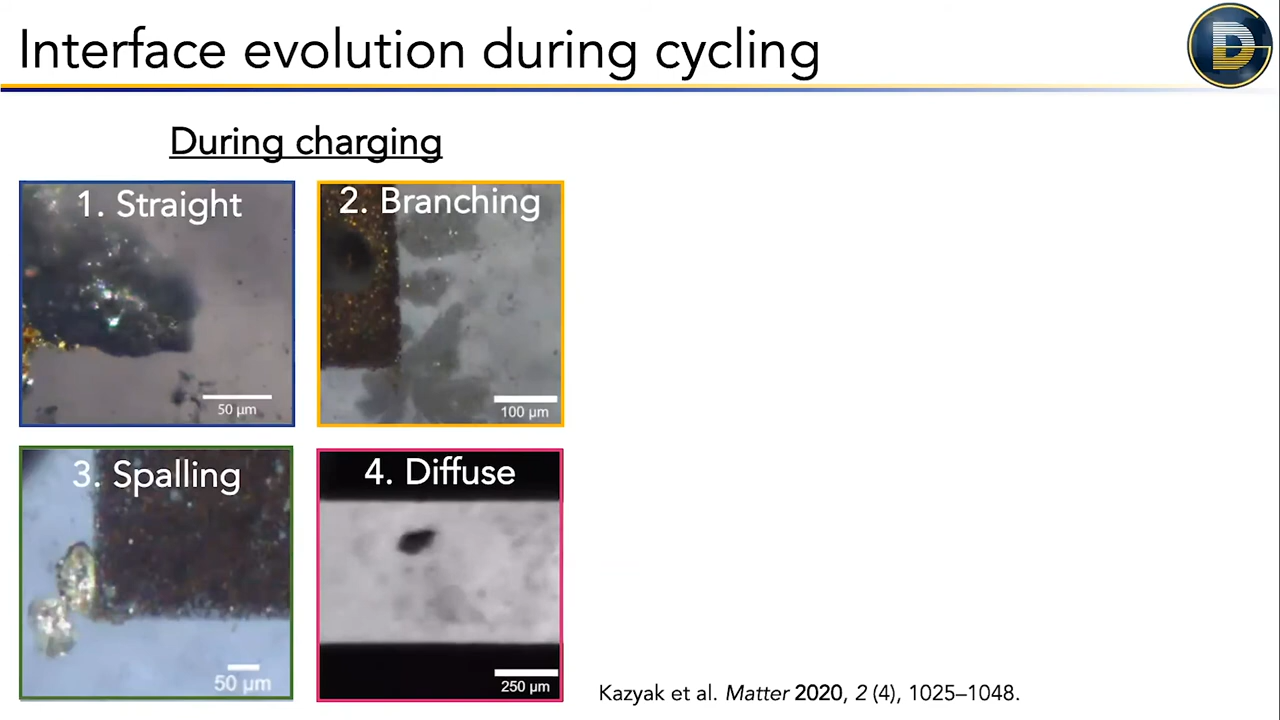 Interface evolution during cycling
During charging
1. Straight
2. Branching
50 μm
100 μm
3. Spalling
4. Diffuse
50 μm
250 μm
Kazyak et al. Matter 2020, 2 (4), 1025–1048.